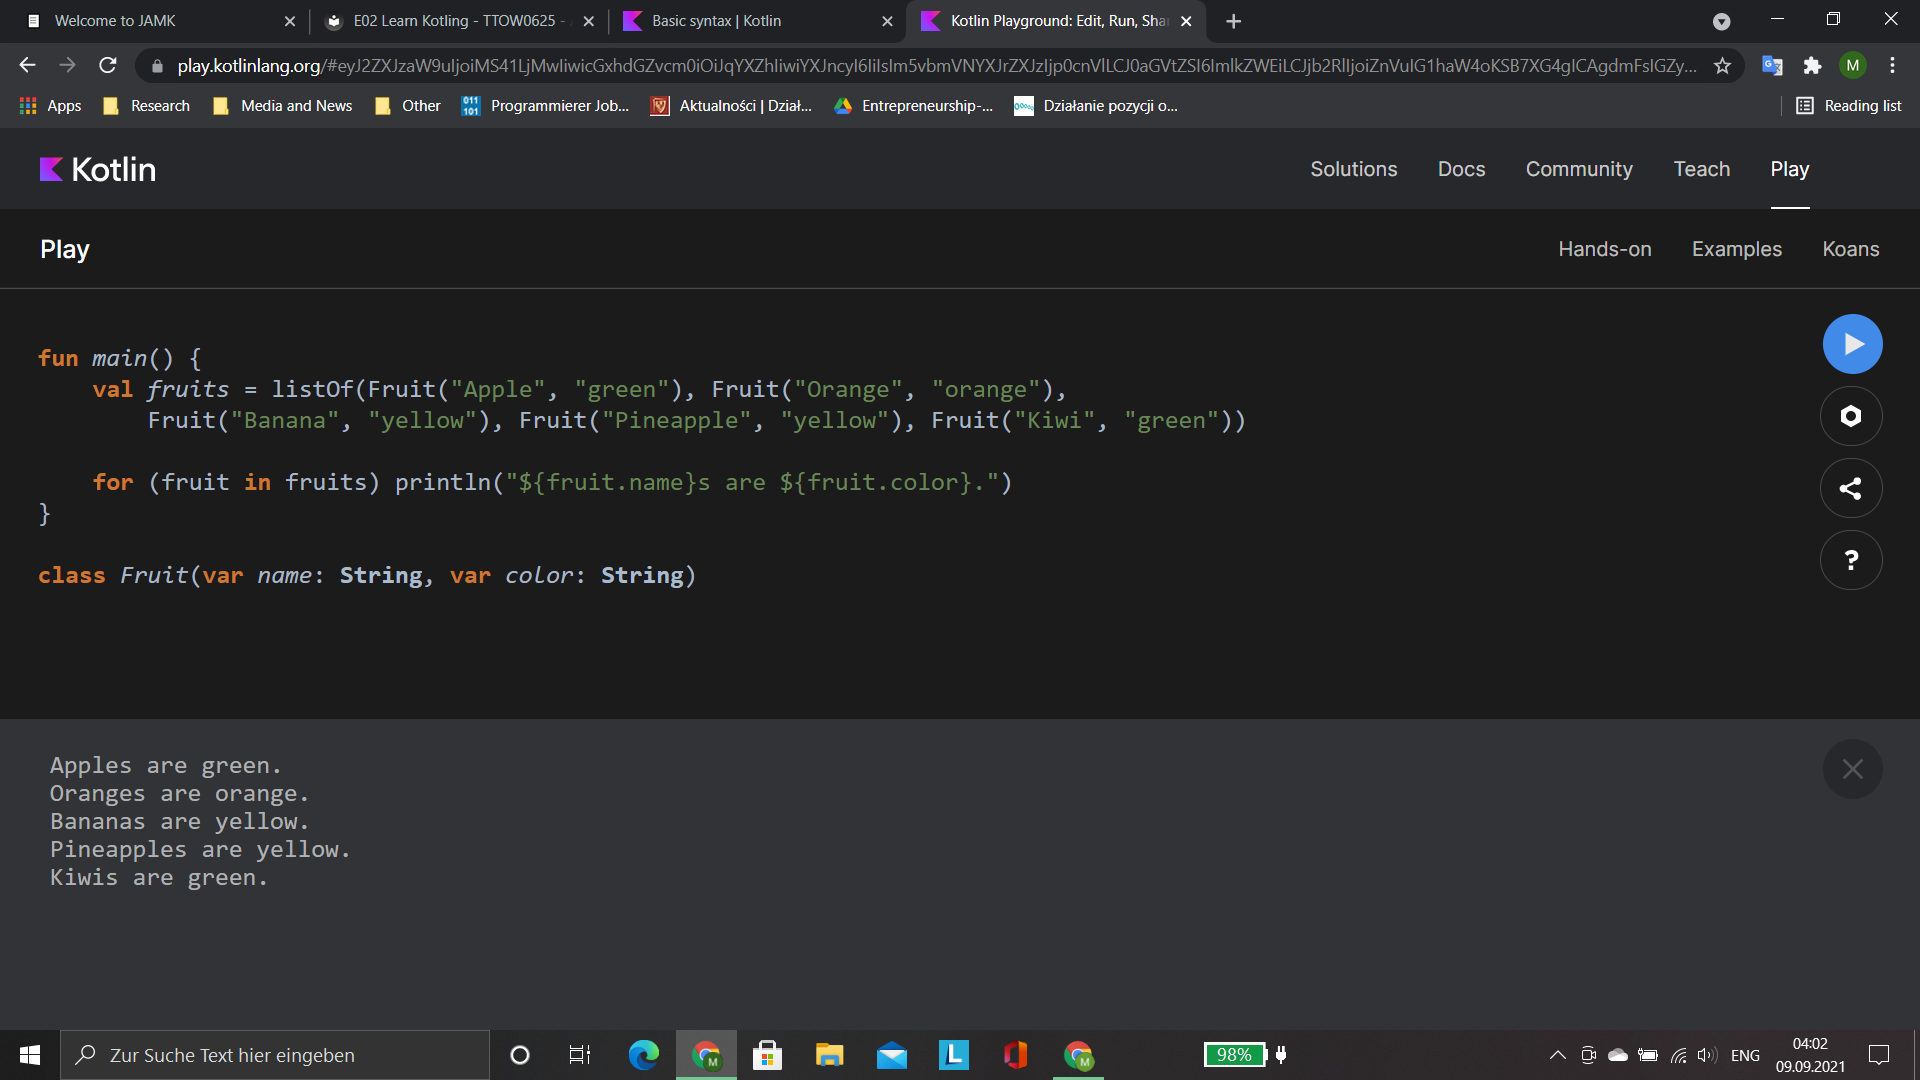 Welcome to JAMK
E02 Learn Kotling - TTOW0625 -
Basic syntax | Kotlin
Kotlin Playground: Edit, Run, Shar
Apps
Research
Media and News
Other
011
101
Programmierer Job...
Aktualności | Dział...
Entrepreneurship-...
Działanie pozycji o...
Reading list
Kotlin
Solutions
Docs
Community
Teach
Play
Play
Hands-on
Examples
Koans
fun main() {
    val fruits = listOf(Fruit("Apple", "green"), Fruit("Orange", "orange"),
        Fruit("Banana", "yellow"), Fruit("Pineapple", "yellow"), Fruit("Kiwi", "green"))
    for (fruit in fruits) println("${fruit.name}s are ${fruit.color}.")
}
class Fruit(var name: String, var color: String)
?
Apples are green.
Oranges are orange.
Bananas are yellow.
Pineapples are yellow.
Kiwis are green.
Zur Suche Text hier eingeben
98%
ENG
04:02
09.09.2021